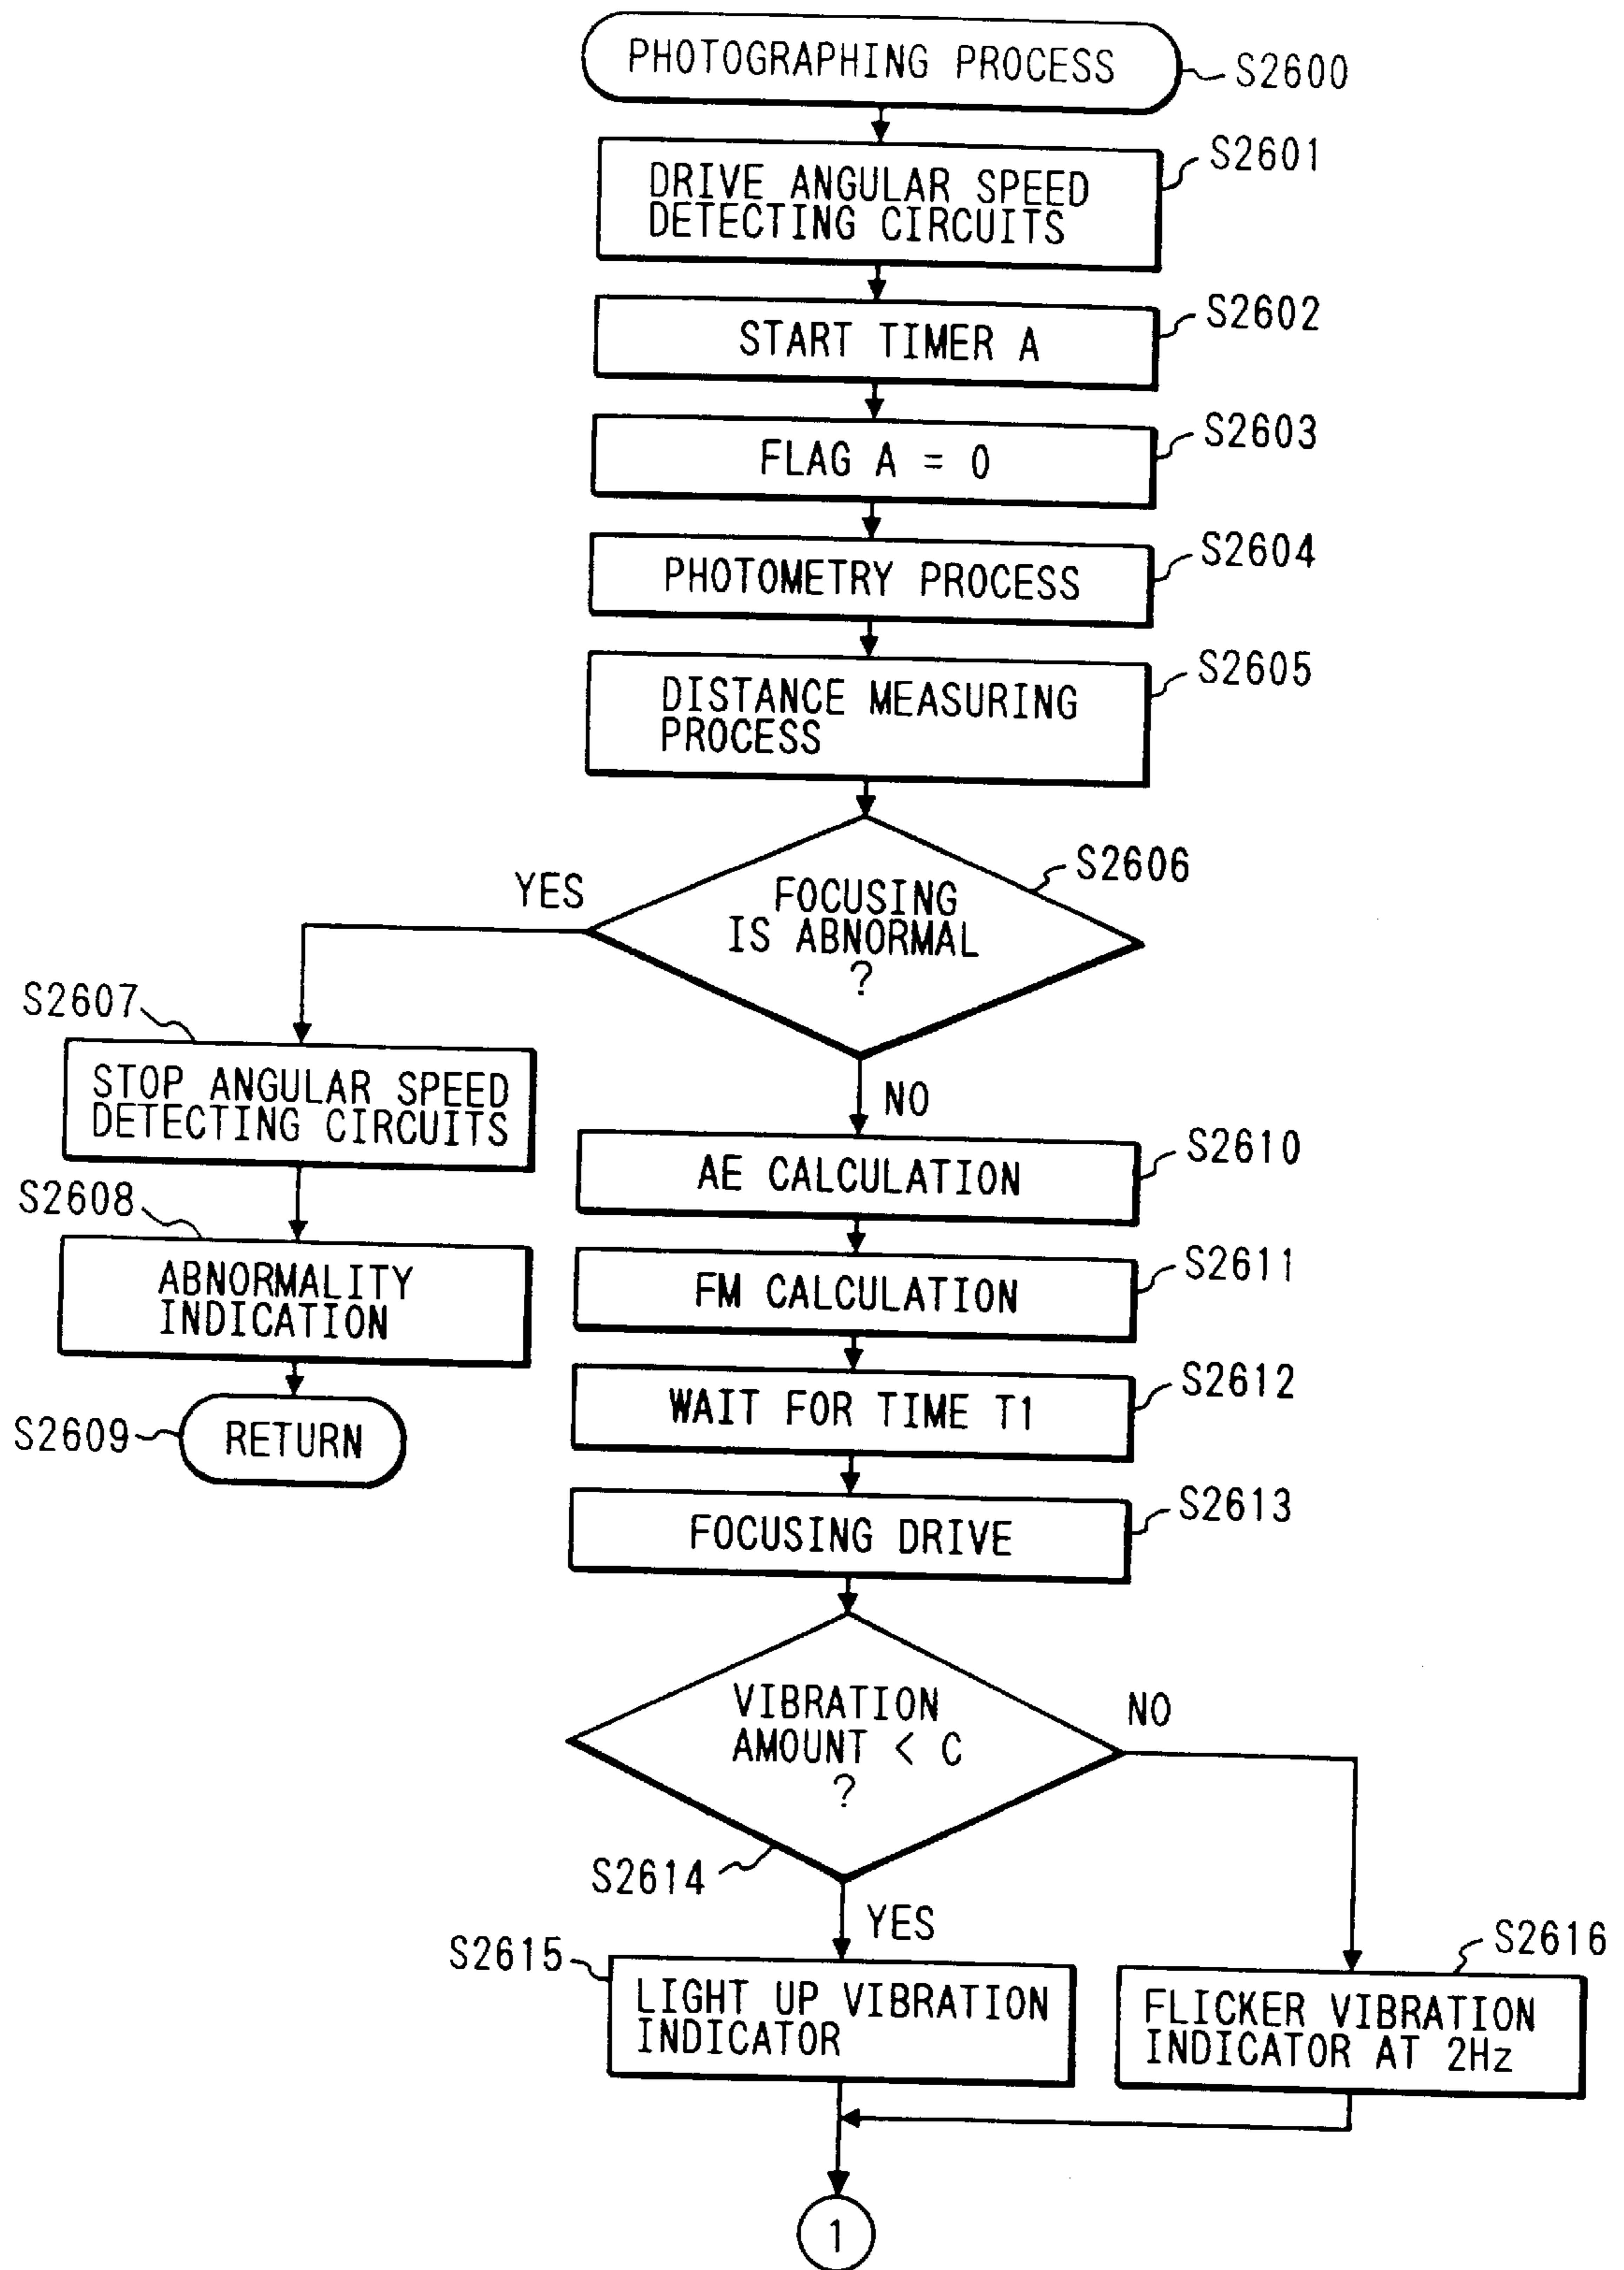 PHOTOGRAPHING PROCESS
S2600
S2601
DRIVE ANGULAR SPEED
DETECTING CIRCUITS
S2602
START TIMER A
S2603
FLAG A = 0
S2604
PHOTOMETRY PROCESS
S2605
DISTANCE MEASURING
PROCESS
S2606
YES
FOCUSING
IS ABNORMAL
?
S2607
STOP ANGULAR SPEED
DETECTING CIRCUITS
NO
S2610
AE CALCULATION
S2608
ABNORMALITY
INDICATION
S2611
FM CALCULATION
S2612
WAIT FOR TIME T1
S2609
RETURN
S2613
FOCUSING DRIVE
VIBRATION
AMOUNT < C
?
NO
S2614
YES
S2615
LIGHT UP VIBRATION
INDICATOR
S2616
FLICKER VIBRATION
INDICATOR AT 2Hz
1